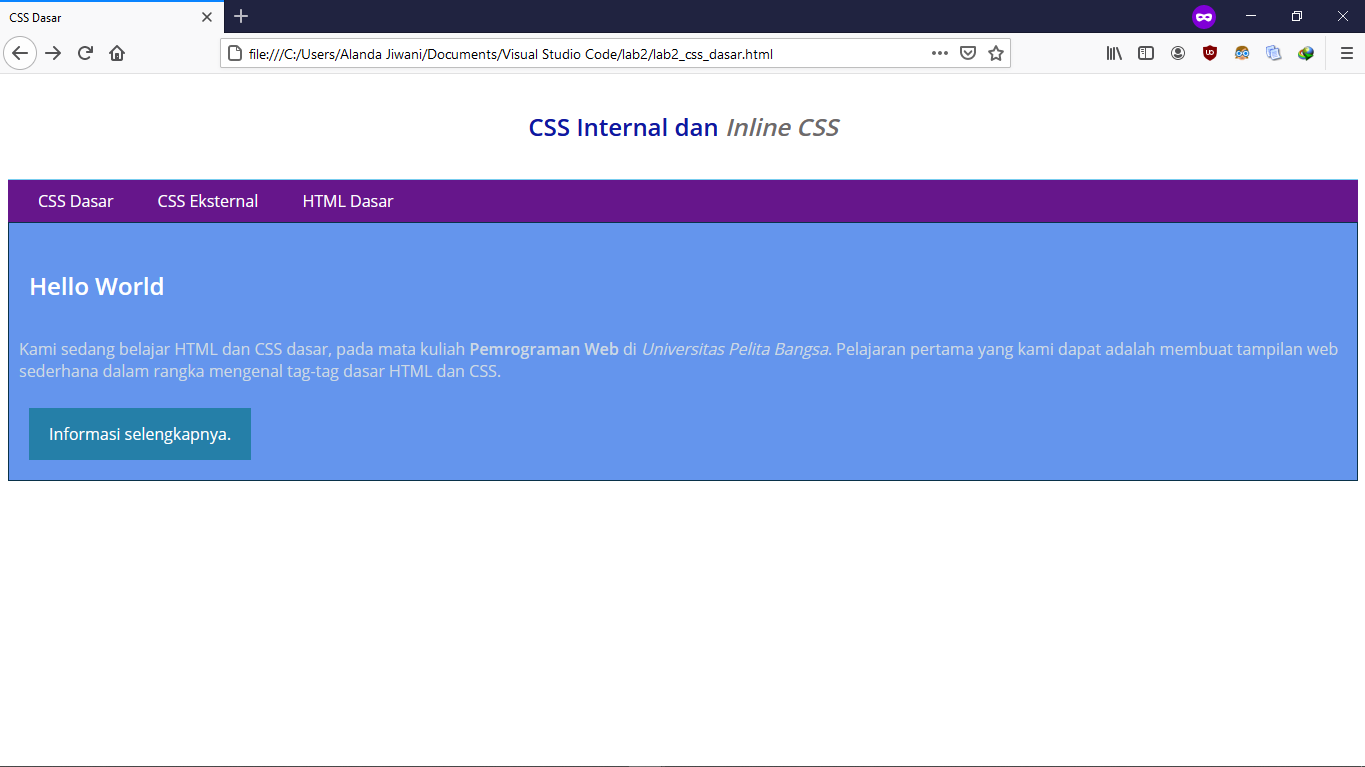 CSS Dasar
file:///C:/Users/Alanda Jiwani/Documents/Visual Studio Code/lab2/lab2_css_dasar.html
CSS Internal dan Inline CSS
CSS Dasar CSS Eksternal HTML Dasar
Hello World
Kami sedang belajar HTML dan CSS dasar, pada mata kuliah Pemrograman Web di Universitas Pelita Bangsa. Pelajaran pertama yang kami dapat adalah membuat tampilan web
sederhana dalam rangka mengenal tag-tag dasar HTML dan CSS.
Informasi selengkapnya.